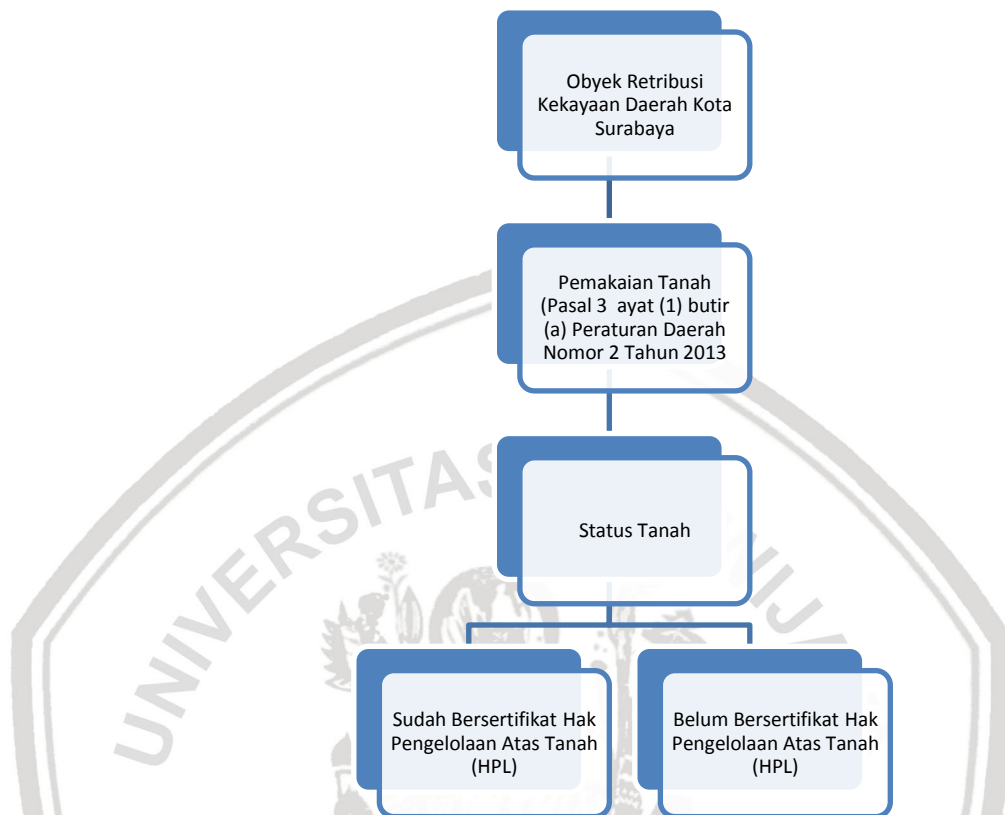 Obyek Retribusi
Kekayaan Daerah Kota
Surabaya
Pemakaian Tanah
(Pasal 3 ayat (1) butir
(a) Peraturan Daerah
Nomor 2 Tahun 2013
Status Tanah
Sudah Bersertifikat Hak
Pengelolaan Atas Tanah
(HPL)
Belum Bersertifikat Hak
Pengelolaan Atas Tanah
(HPL)
UNIVERSITAS